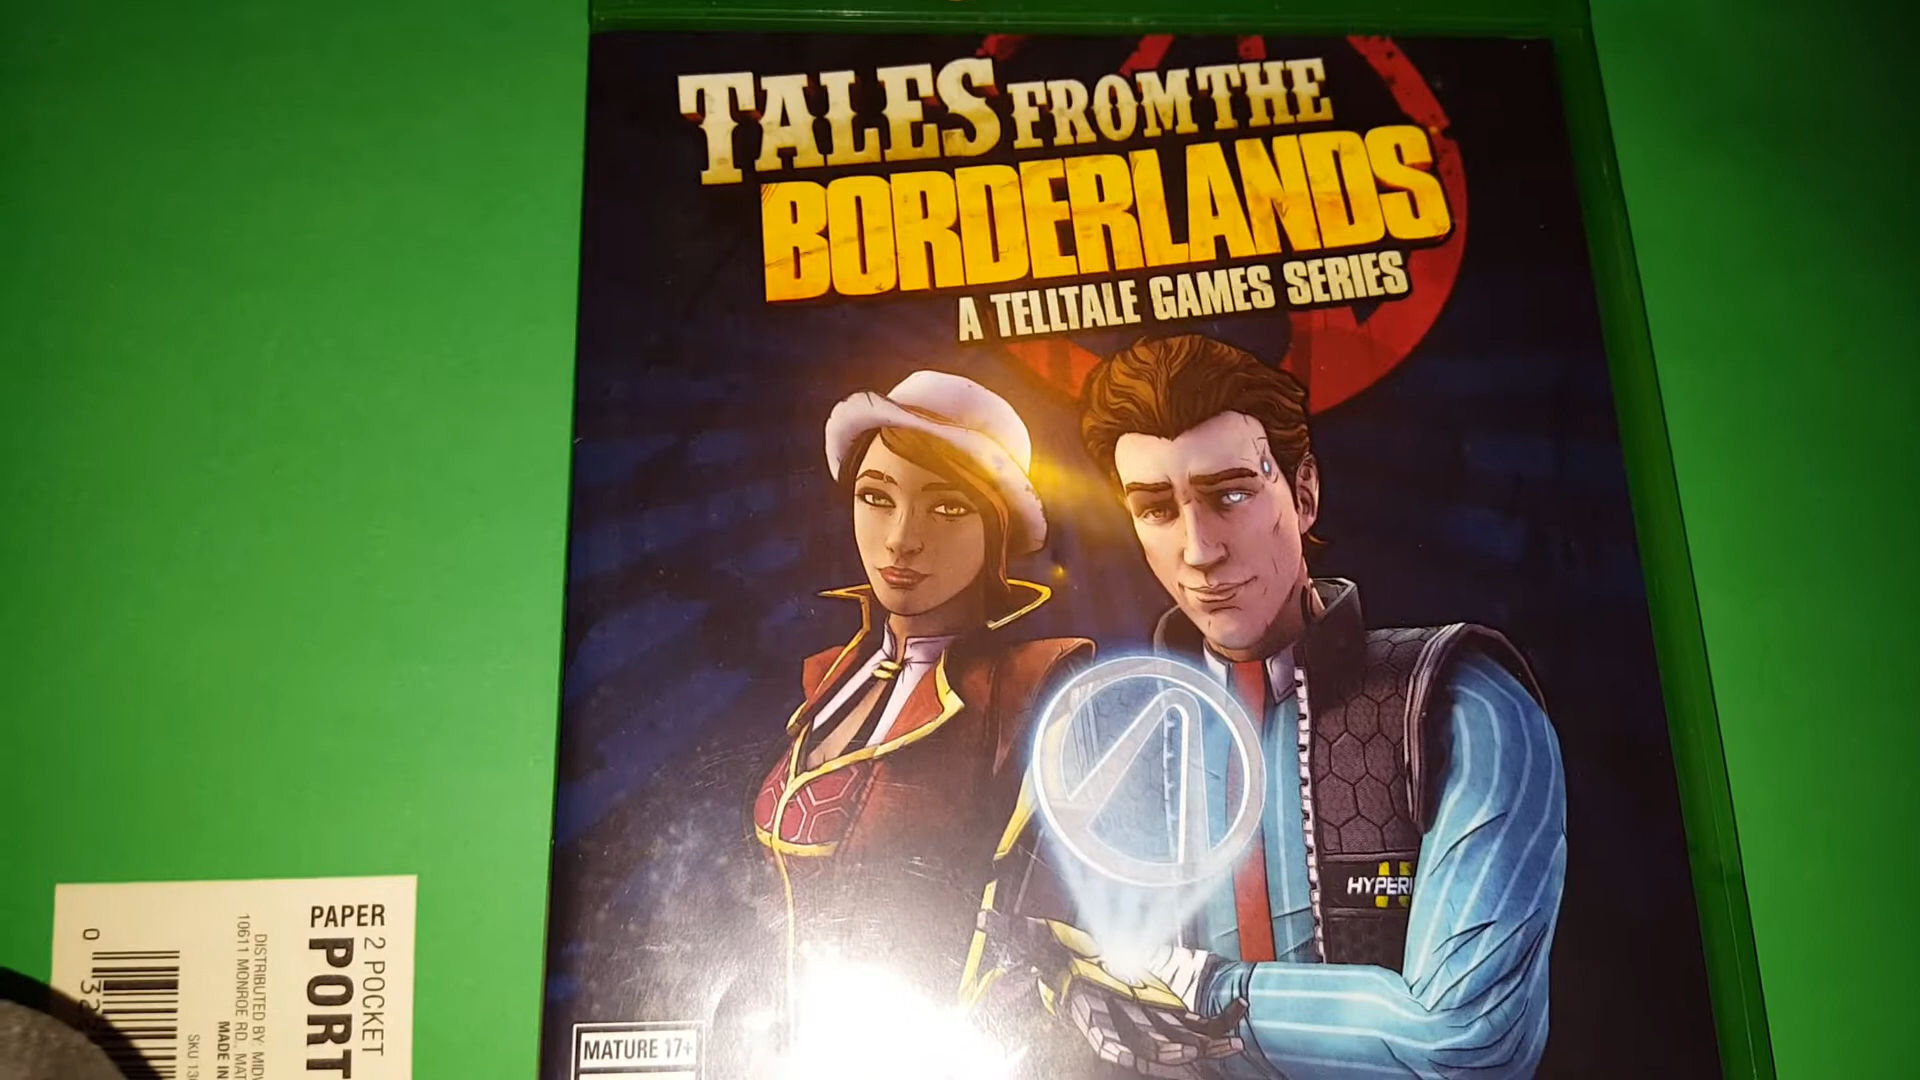 TALES FROM THE
BORDERLANDS
A TELLTALE GAMES SERIES
HYPERI
MATURE 17+
PAPER
2 POCKET
PORT
DISTRIBUTED BY:
10611 MONROE RD.,
MADE IN
SKU
0